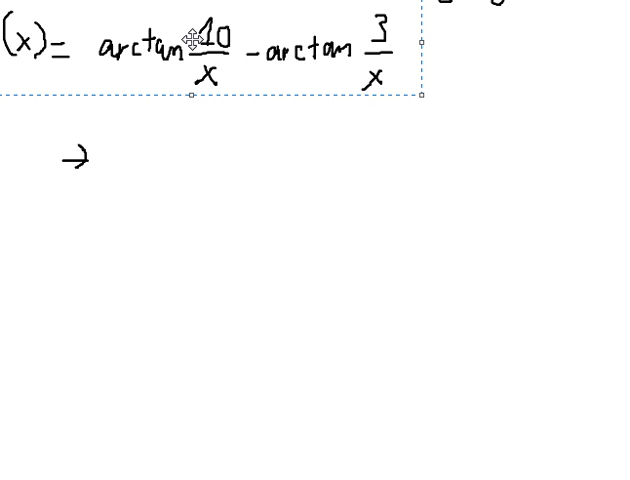 (x) = arctan 10/x - arctan 3/x
→